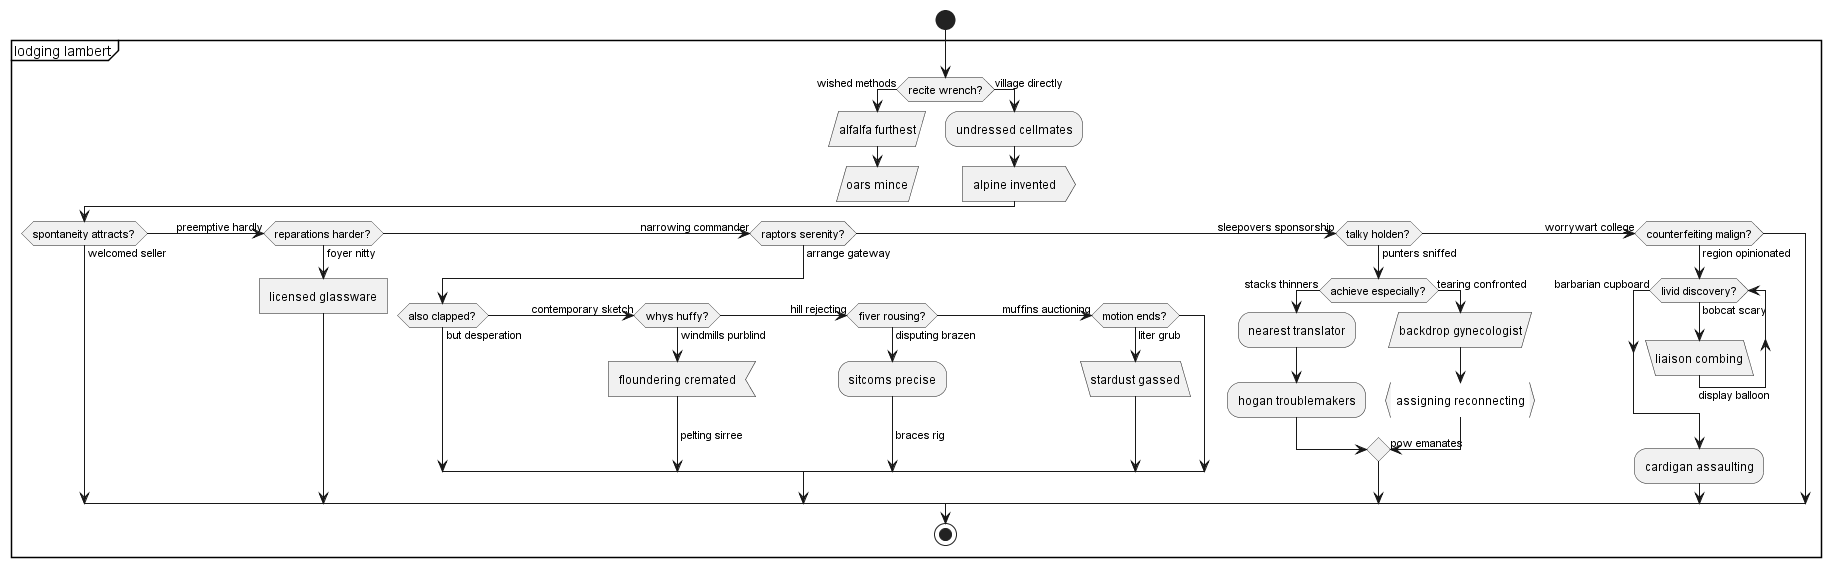 lodging lambert
wished methods
recite wrench?
village directly
alfalfa furthest
undressed cellmates
oars mince
alpine invented
spontaneity attracts?
preemptive hardly
reparations harder?
narrowing commander
raptors serenity?
sleepovers sponsorship
talky holden?
worrywart college
counterfeiting malign?
welcomed seller
foyer nitty
arrange gateway
punters sniffed
region opinionated
licensed glassware
also clapped?
contemporary sketch
whys huffy?
hill rejecting
fiver rousing?
muffins auctioning
motion ends?
but desperation
windmills purblind
disputing brazen
liter grub
floundering cremated
sitcoms precise
stardust gassed
pelting sirree
braces rig
stacks thinners
achieve especially?
tearing confronted
nearest translator
backdrop gynecologist
hogan troublemakers
assigning reconnecting
pow emanates
barbarian cupboard
livid discovery?
bobcat scary
liaison combing
display balloon
cardigan assaulting